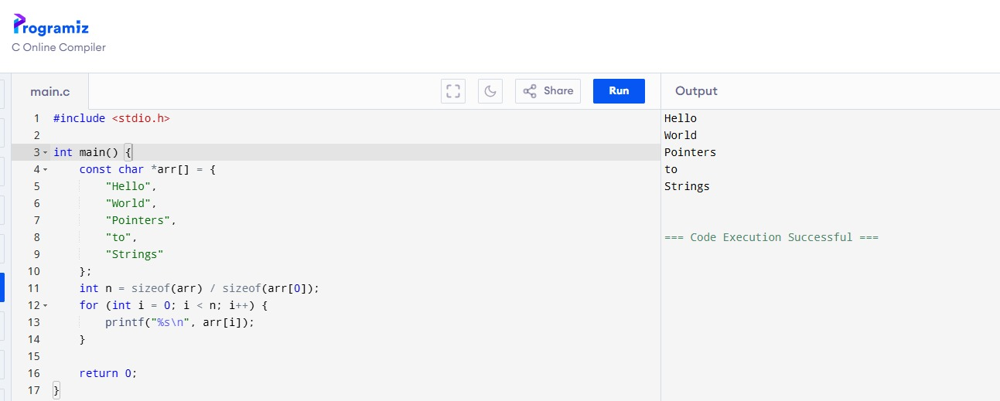 Programiz
C Online Compiler
main.c
Share
Run
Output
1 #include <stdio.h>
2
3 int main() {
4     const char *arr[] = {
5         "Hello",
6         "World",
7         "Pointers",
8         "to",
9         "Strings"
10     };
11     int n = sizeof(arr) / sizeof(arr[0]);
12     for (int i = 0; i < n; i++) {
13         printf("%s\n", arr[i]);
14     }
15
16     return 0;
17 }
Hello
World
Pointers
to
Strings
=== Code Execution Successful ===